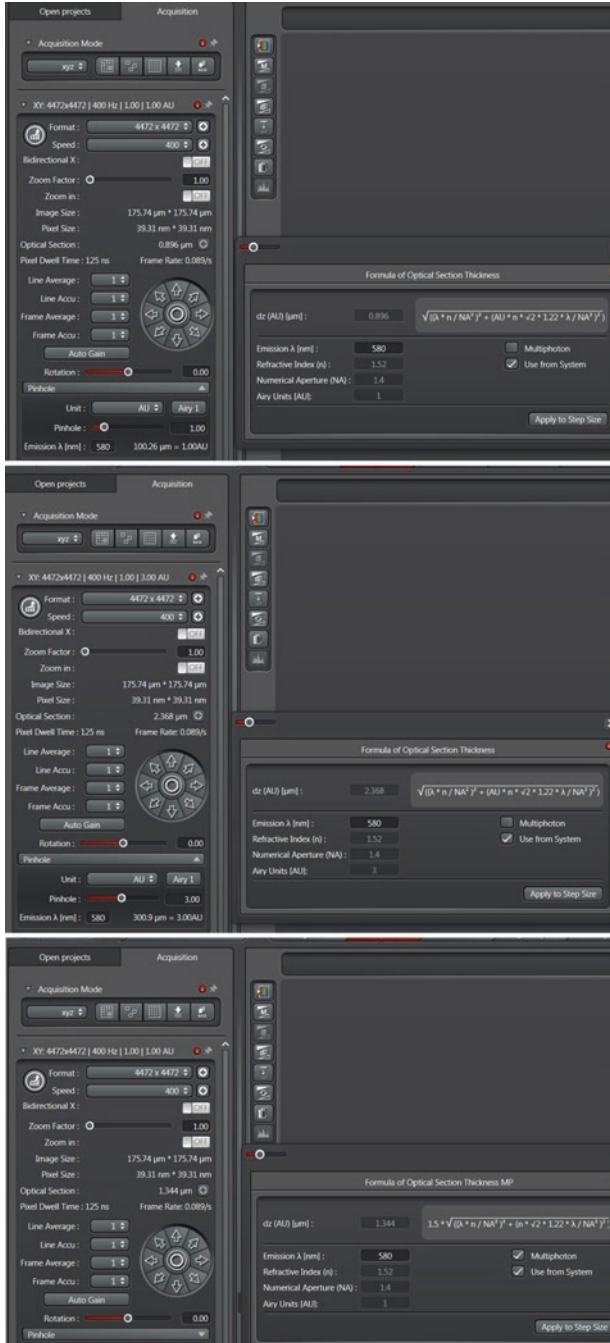 Open projects Acquisition
Acquisition Mode
xyz
XY: 4472x4472 | 400 Hz | 1.00 | 1.00 AU
Format : 4472 x 4472
Speed : 400
Bidirectional X : OFF
Zoom Factor : 1.00
Zoom in : OFF
Image Size : 175.74 µm * 175.74 µm
Pixel Size : 39.31 nm * 39.31 nm
Optical Section : 0.896 µm
Pixel Dwell Time : 125 ns Frame Rate: 0.089/s
Line Average : 1
Line Accu : 1
Frame Average : 1
Frame Accu : 1
Auto Gain
Rotation : 0.00
Pinhole
Unit : AU Airy 1
Pinhole : 1.00
Emission λ [nm] : 580 100.26 µm = 1.00AU
Formula of Optical Section Thickness
dz (AU) [µm] : 0.896 √((λ * n / NA² )² + (AU * n * √2 * 1.22 * λ / NA² )² )
Emission λ [nm] : 580 Multiphoton
Refractive Index (n) : 1.52 Use from System
Numerical Aperture (NA) : 1.4
Airy Units [AU]: 1
Apply to Step Size
Open projects Acquisition
Acquisition Mode
xyz
XY: 4472x4472 | 400 Hz | 1.00 | 3.00 AU
Format : 4472 x 4472
Speed : 400
Bidirectional X : OFF
Zoom Factor : 1.00
Zoom in : OFF
Image Size : 175.74 µm * 175.74 µm
Pixel Size : 39.31 nm * 39.31 nm
Optical Section : 2.368 µm
Pixel Dwell Time : 125 ns Frame Rate: 0.089/s
Line Average : 1
Line Accu : 1
Frame Average : 1
Frame Accu : 1
Auto Gain
Rotation : 0.00
Pinhole
Unit : AU Airy 1
Pinhole : 3.00
Emission λ [nm] : 580 300.9 µm = 3.00AU
Formula of Optical Section Thickness
dz (AU) [µm] : 2.368 √((λ * n / NA² )² + (AU * n * √2 * 1.22 * λ / NA² )² )
Emission λ [nm] : 580 Multiphoton
Refractive Index (n) : 1.52 Use from System
Numerical Aperture (NA) : 1.4
Airy Units [AU]: 3
Apply to Step Size
Open projects Acquisition
Acquisition Mode
xyz
XY: 4472x4472 | 400 Hz | 1.00 | 1.00 AU
Format : 4472 x 4472
Speed : 400
Bidirectional X : OFF
Zoom Factor : 1.00
Zoom in : OFF
Image Size : 175.74 µm * 175.74 µm
Pixel Size : 39.31 nm * 39.31 nm
Optical Section : 1.344 µm
Pixel Dwell Time : 125 ns Frame Rate: 0.089/s
Line Average : 1
Line Accu : 1
Frame Average : 1
Frame Accu : 1
Auto Gain
Rotation : 0.00
Pinhole
Formula of Optical Section Thickness MP
dz (AU) [µm] : 1.344 1.5 * √((λ * n / NA² )² + (n * √2 * 1.22 * λ / NA² )²
Emission λ [nm] : 580 Multiphoton
Refractive Index (n) : 1.52 Use from System
Numerical Aperture (NA) : 1.4
Airy Units [AU]: 1
Apply to Step Size